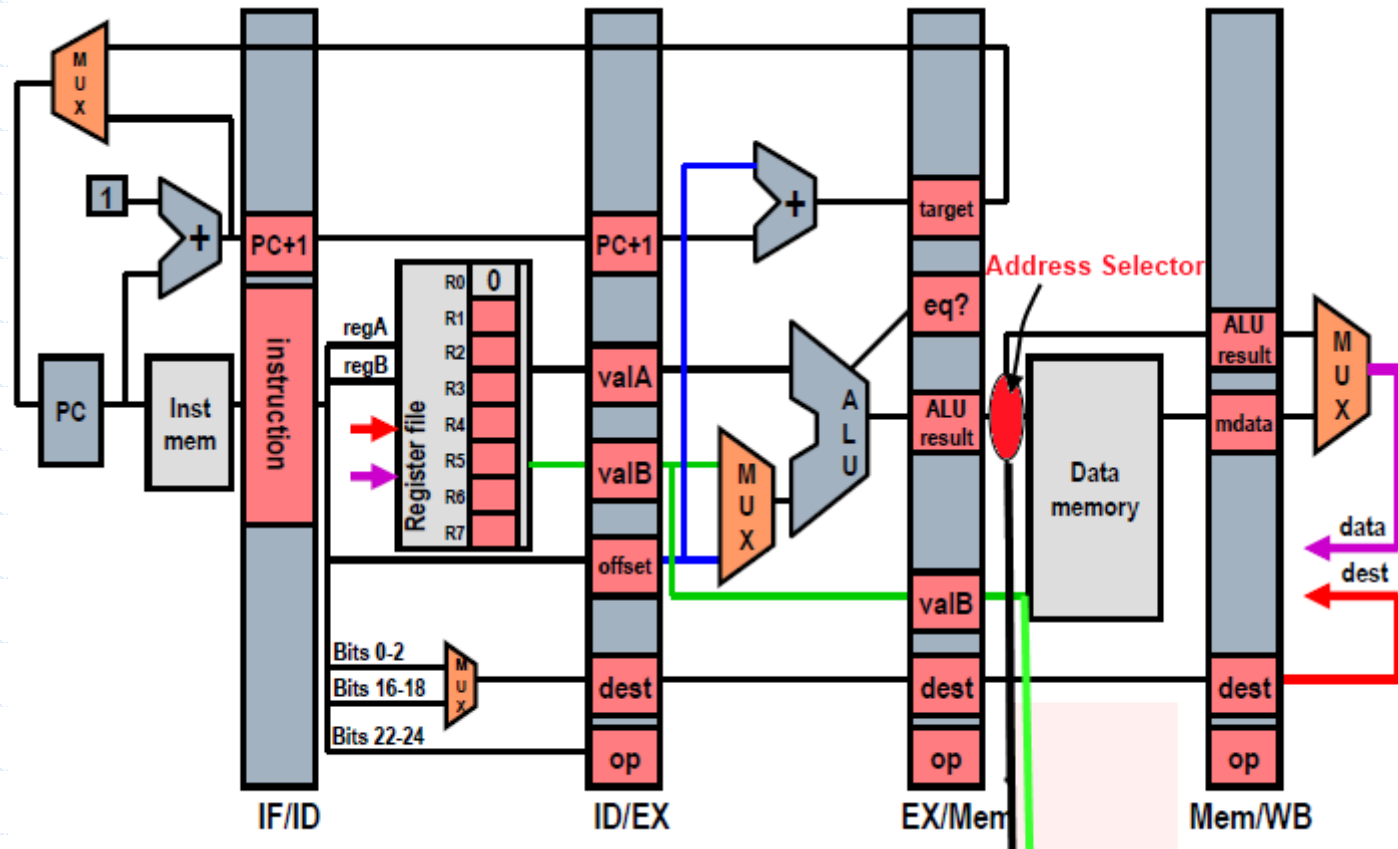 MUX
1
+
PC+1
PC
Inst
mem
instruction
IF/ID
regA
regB
Register file
R0
0
R1
R2
R3
R4
R5
R6
R7
Bits 0-2
Bits 16-18
Bits 22-24
MUX
PC+1
valA
valB
offset
dest
op
ID/EX
+
MUX
ALU
target
eq?
ALU
result
valB
dest
op
EX/Mem
Address Selector
Data
memory
ALU
result
mdata
dest
op
Mem/WB
MUX
data
dest